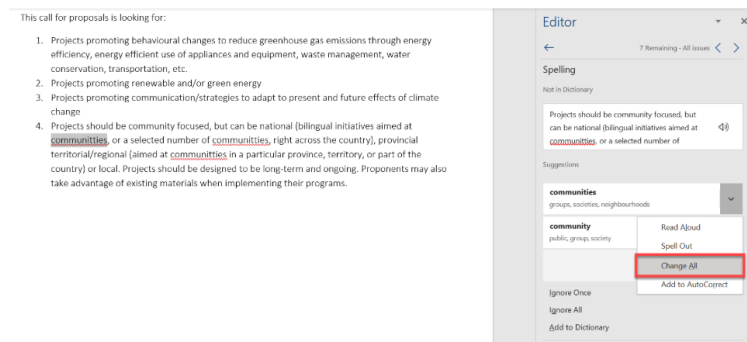 This call for proposals is looking for:
1. Projects promoting behavioural changes to reduce greenhouse gas emissions through energy
efficiency, energy efficient use of appliances and equipment, waste management, water
conservation, transportation, etc.
2. Projects promoting renewable and/or green energy
3. Projects promoting communication/strategies to adapt to present and future effects of climate
change
4. Projects should be community focused, but can be national (bilingual initiatives aimed at
communitties, or a selected number of communitties, right across the country), provincial
territorial/regional (aimed at communitties in a particular province, territory, or part of the
country) or local. Projects should be designed to be long-term and ongoing. Proponents may also
take advantage of existing materials when implementing their programs.
Editor
7 Remaining - All issues
Spelling
Not in Dictionary
Projects should be community focused, but
can be national (bilingual initiatives aimed at
communitties, or a selected number of
Suggestions
communities
groups, societies, neighbourhoods
community
public, group, society
Read Aloud
Spell Out
Change All
Add to AutoCorrect
Ignore Once
Ignore All
Add to Dictionary